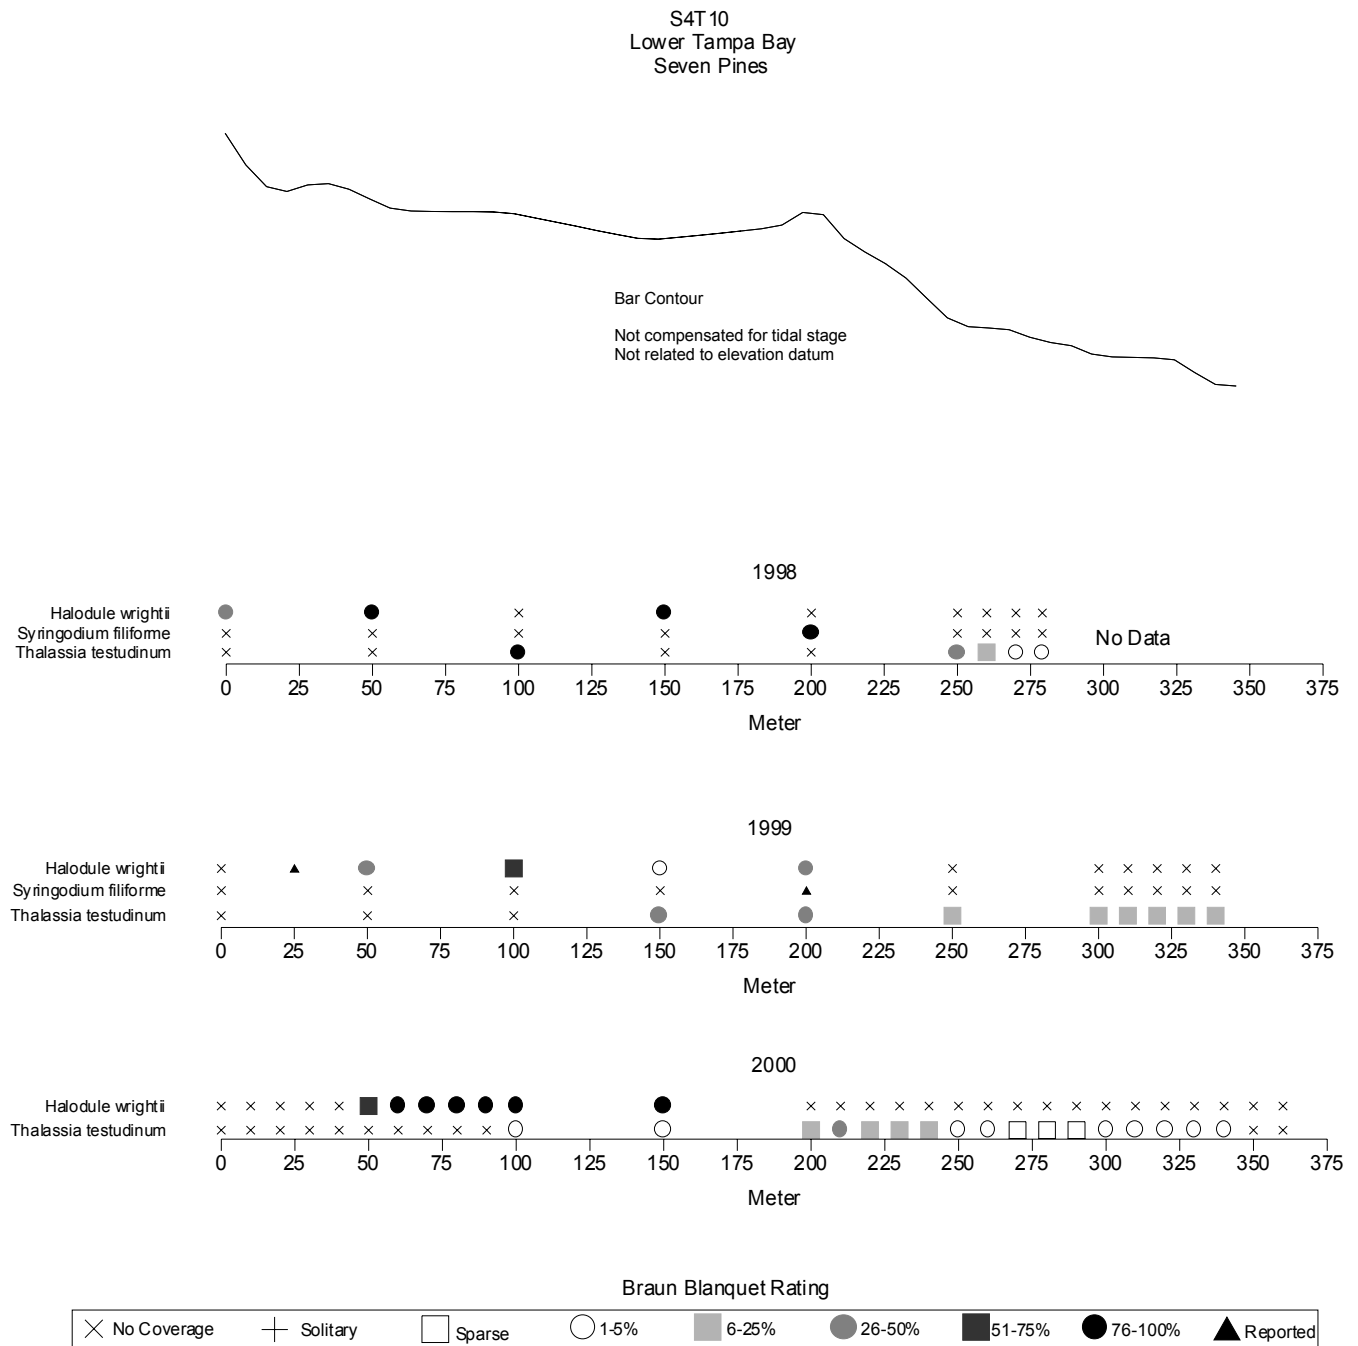 S4T10
Lower Tampa Bay
Seven Pines
Bar Contour
Not compensated for tidal stage
Not related to elevation datum
1998
Halodule wrightii
Syringodium filiforme
Thalassia testudinum
No Data
0 25 50 75 100 125 150 175 200 225 250 275 300 325 350 375
Meter
1999
Halodule wrightii
Syringodium filiforme
Thalassia testudinum
0 25 50 75 100 125 150 175 200 225 250 275 300 325 350 375
Meter
2000
Halodule wrightii
Thalassia testudinum
0 25 50 75 100 125 150 175 200 225 250 275 300 325 350 375
Meter
Braun Blanquet Rating
No Coverage Solitary Sparse 1-5% 6-25% 26-50% 51-75% 76-100% Reported